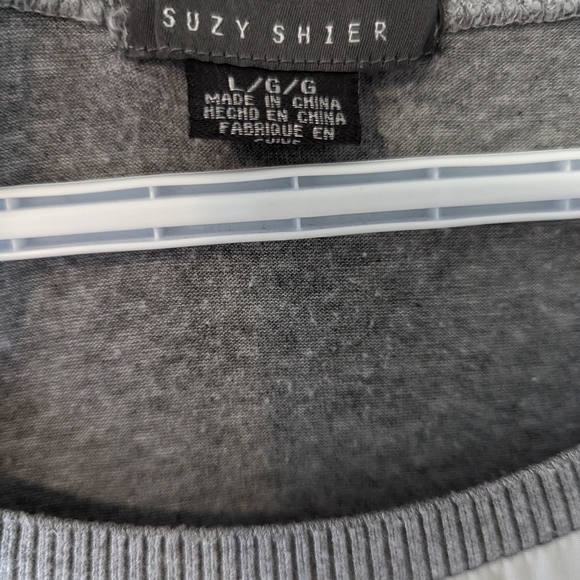 SUZY SHIER
L/G/G
MADE IN CHINA
HECHO EN CHINA
FABRIQUE EN